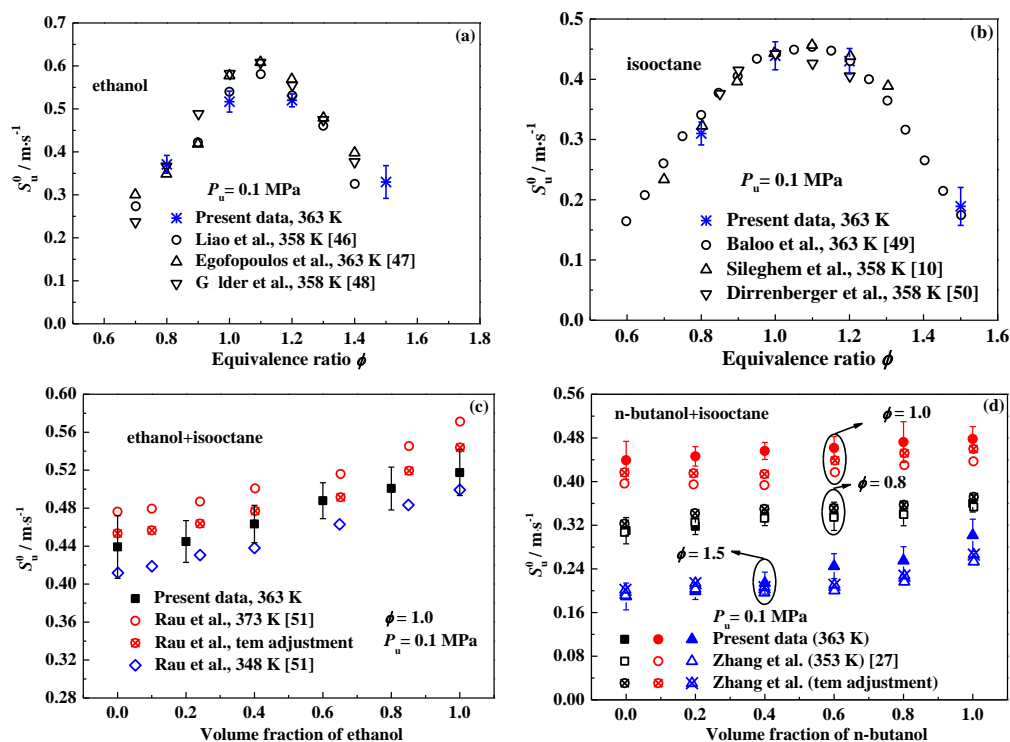 (a)
ethanol
P_u = 0.1 MPa
Present data, 363 K
Liao et al., 358 K [46]
Egofopoulos et al., 363 K [47]
G lder et al., 358 K [48]
S_u^0 / m·s^-1
0.7
0.6
0.5
0.4
0.3
0.2
0.1
0.0
0.6 0.8 1.0 1.2 1.4 1.6 1.8
Equivalence ratio ϕ
(b)
isooctane
P_u = 0.1 MPa
Present data, 363 K
Baloo et al., 363 K [49]
Sileghem et al., 358 K [10]
Dirrenberger et al., 358 K [50]
S_u^0 / m·s^-1
0.5
0.4
0.3
0.2
0.1
0.0
0.6 0.8 1.0 1.2 1.4 1.6
Equivalence ratio ϕ
(c)
ethanol+isooctane
Present data, 363 K
Rau et al., 373 K [51]
Rau et al., tem adjustment
Rau et al., 348 K [51]
ϕ = 1.0
P_u = 0.1 MPa
S_u^0 / m·s^-1
0.60
0.56
0.52
0.48
0.44
0.40
0.36
0.32
0.28
0.0 0.2 0.4 0.6 0.8 1.0
Volume fraction of ethanol
(d)
n-butanol+isooctane
ϕ = 1.0
ϕ = 0.8
ϕ = 1.5
P_u = 0.1 MPa
Present data (363 K)
Zhang et al. (353 K) [27]
Zhang et al. (tem adjustment)
S_u^0 / m·s^-1
0.56
0.48
0.40
0.32
0.24
0.16
0.08
0.00
0.0 0.2 0.4 0.6 0.8 1.0
Volume fraction of n-butanol